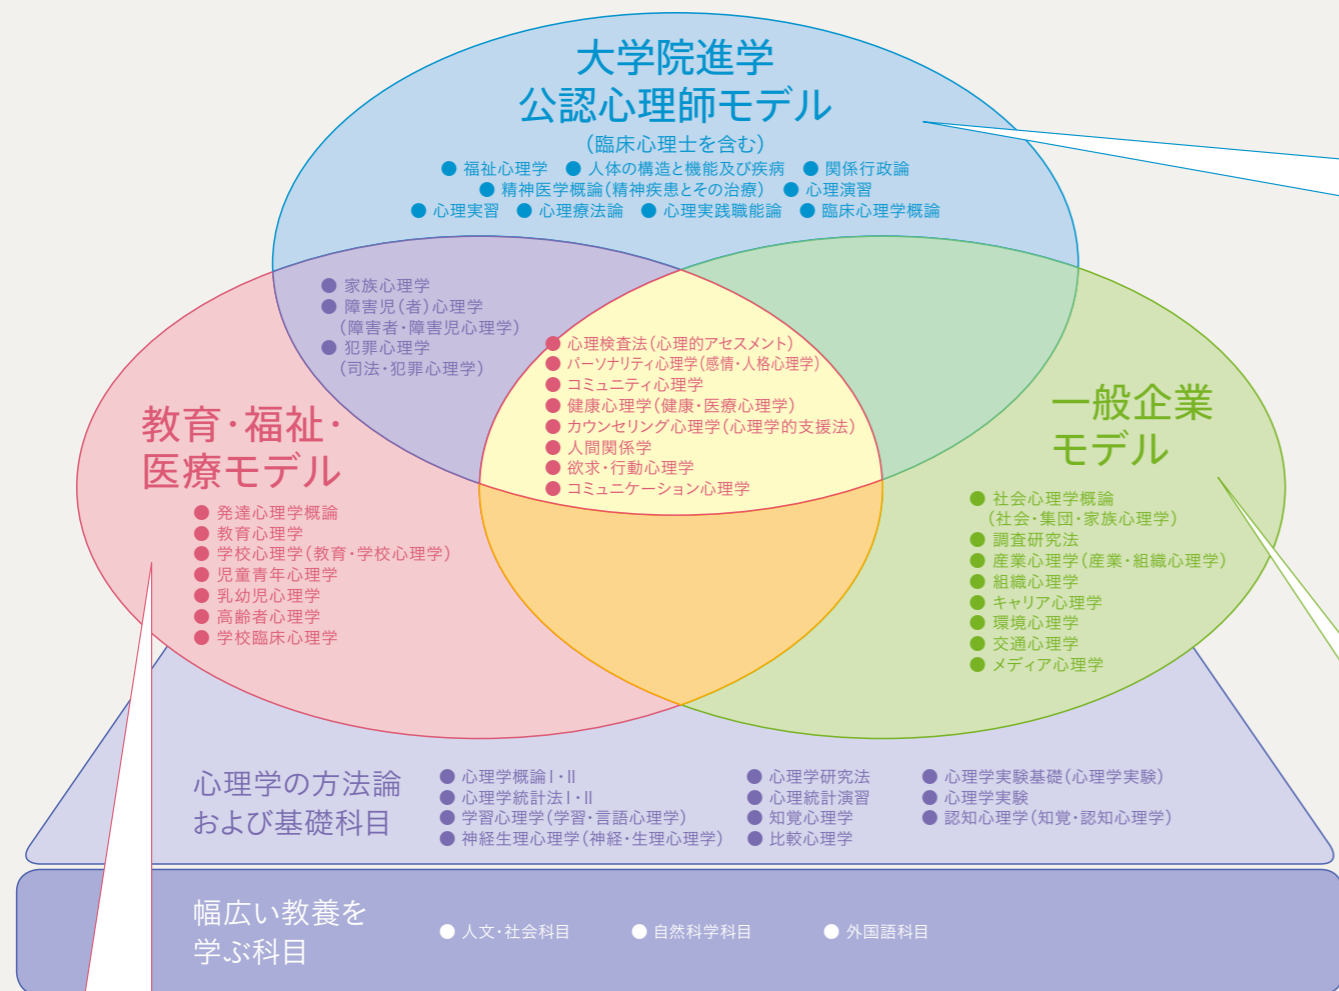 大学院進学
公認心理師モデル
（臨床心理士を含む）
● 福祉心理学 ● 人体の構造と機能及び疾病 ● 関係行政論
● 精神医学概論（精神疾患とその治療） ● 心理演習
● 心理実習 ● 心理療法論 ● 心理実践職能論 ● 臨床心理学概論
● 家族心理学
● 障害児（者）心理学
（障害者・障害児心理学）
● 犯罪心理学
（司法・犯罪心理学）
● 心理検査法（心理的アセスメント）
● パーソナリティ心理学（感情・人格心理学）
● コミュニティ心理学
● 健康心理学（健康・医療心理学）
● カウンセリング心理学（心理学的支援法）
● 人間関係学
● 欲求・行動心理学
● コミュニケーション心理学
教育・福祉・
医療モデル
● 発達心理学概論
● 教育心理学
● 学校心理学（教育・学校心理学）
● 児童青年心理学
● 乳幼児心理学
● 高齢者心理学
● 学校臨床心理学
一般企業
モデル
● 社会心理学概論
（社会・集団・家族心理学）
● 調査研究法
● 産業心理学（産業・組織心理学）
● 組織心理学
● キャリア心理学
● 環境心理学
● 交通心理学
● メディア心理学
心理学の方法論
および基礎科目
● 心理学概論Ⅰ・Ⅱ
● 心理学統計法Ⅰ・Ⅱ
● 学習心理学（学習・言語心理学）
● 神経生理心理学（神経・生理心理学）
● 心理学研究法
● 心理統計演習
● 知覚心理学
● 比較心理学
● 心理学実験基礎（心理学実験）
● 心理学実験
● 認知心理学（知覚・認知心理学）
幅広い教養を
学ぶ科目
● 人文・社会科目 ● 自然科学科目 ● 外国語科目